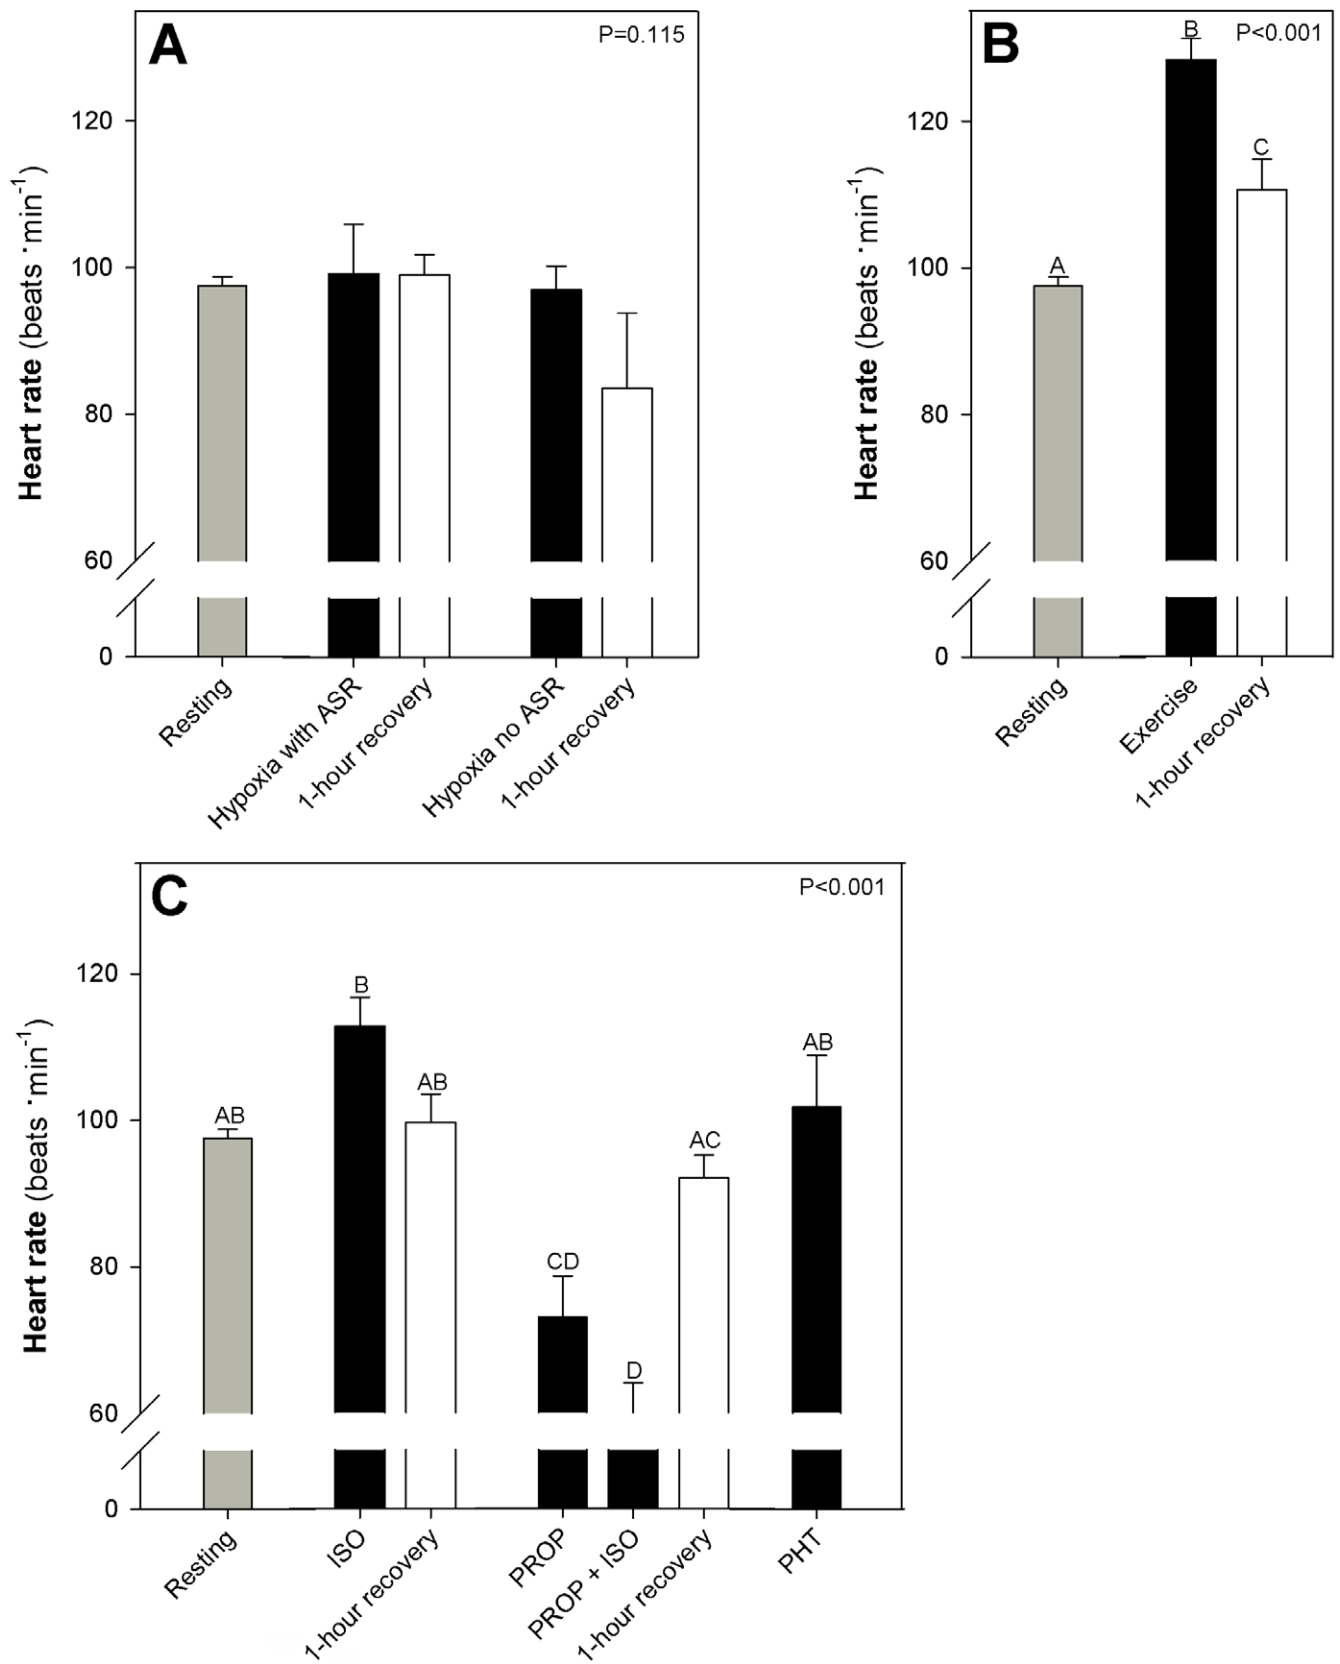 A
P=0.115
Heart rate (beats ·min-1)
120
100
80
60
0
Resting
Hypoxia with ASR
1-hour recovery
Hypoxia no ASR
1-hour recovery
B
P<0.001
Heart rate (beats ·min-1)
120
100
80
60
0
A
B
C
Resting
Exercise
1-hour recovery
C
P<0.001
Heart rate (beats ·min-1)
120
100
80
60
0
AB
B
AB
CD
D
AC
AB
Resting
ISO
1-hour recovery
PROP
PROP + ISO
1-hour recovery
PHT